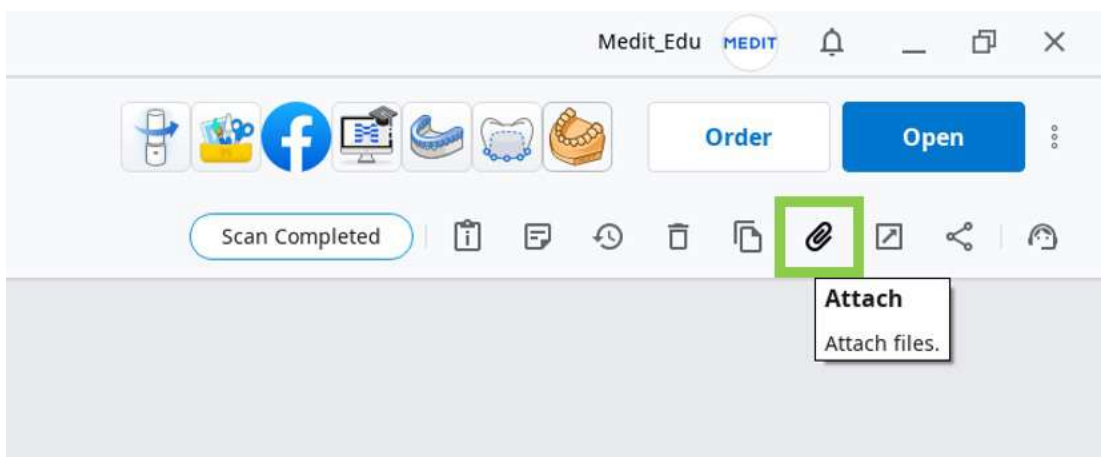 Medit_Edu MEDIT
Order Open
Scan Completed
Attach
Attach files.